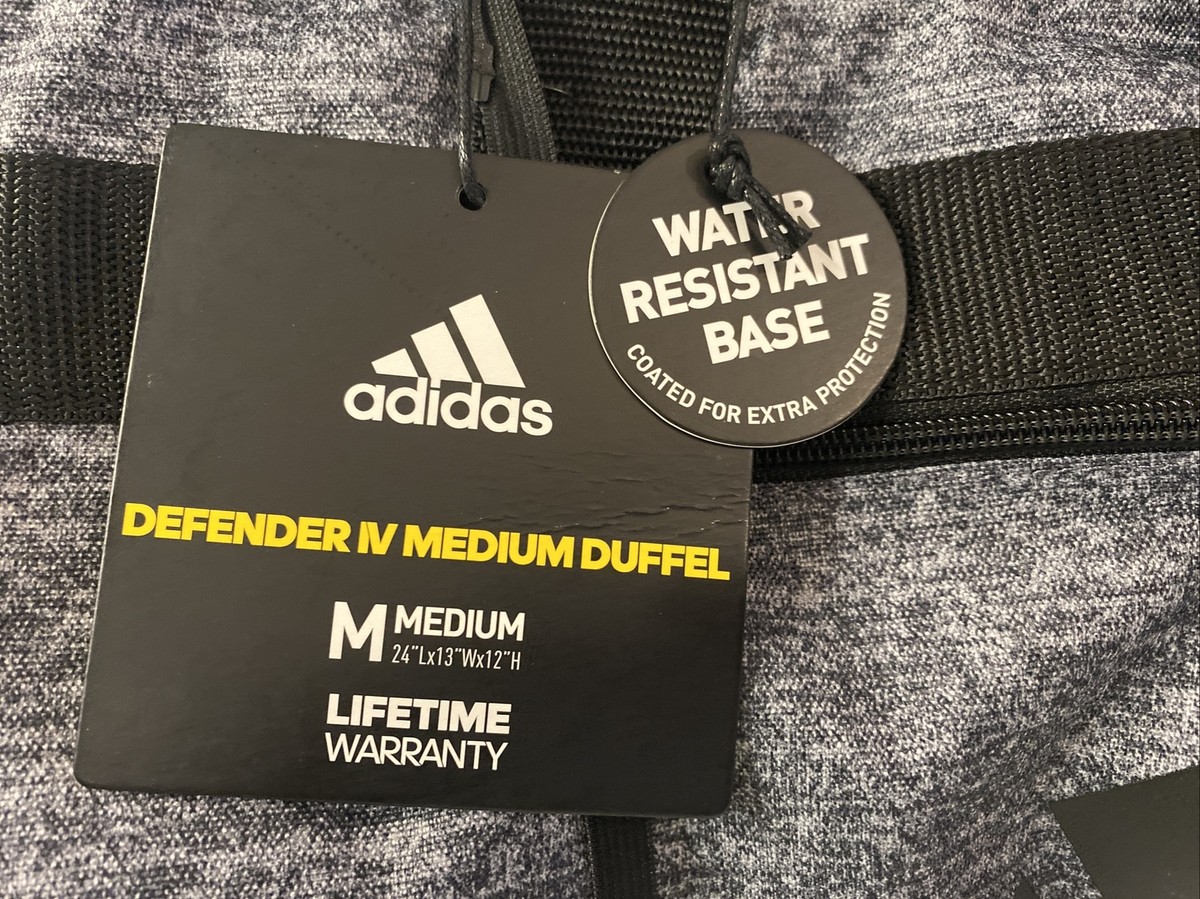 adidas
DEFENDER IV MEDIUM DUFFEL
M MEDIUM
24"Lx13"Wx12"H
LIFETIME
WARRANTY
WATER
RESISTANT
BASE
COATED FOR EXTRA PROTECTION